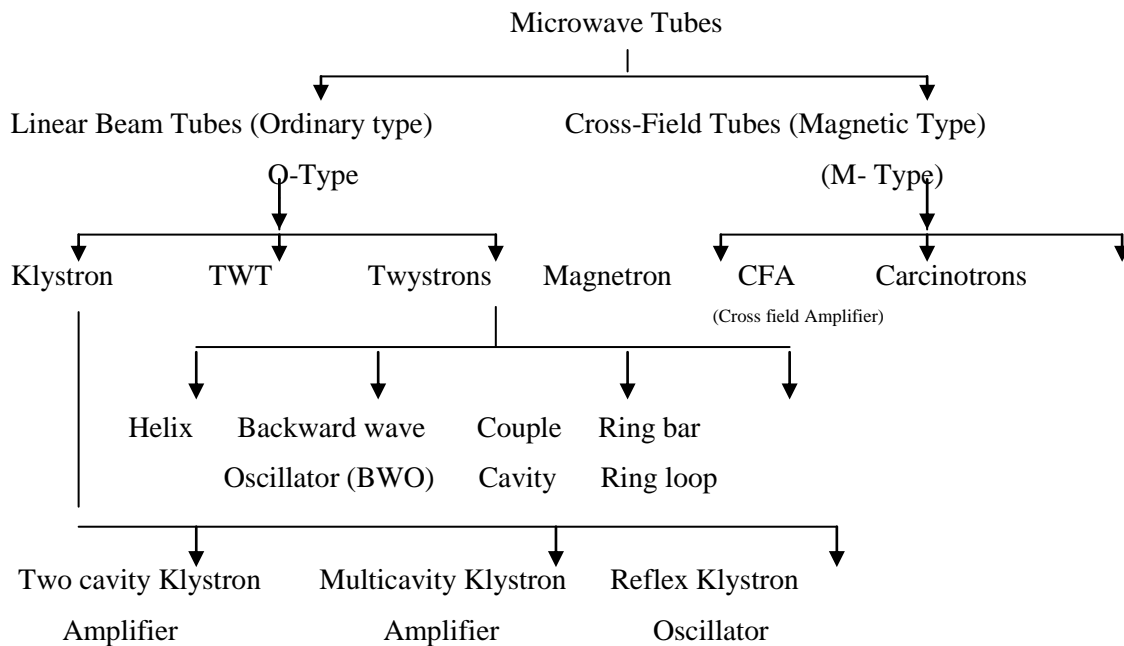 Microwave Tubes
Linear Beam Tubes (Ordinary type) Cross-Field Tubes (Magnetic Type)
O-Type (M- Type)
Klystron TWT Twystrons Magnetron CFA Carcinotrons
(Cross field Amplifier)
Helix Backward wave Couple Ring bar
Oscillator (BWO) Cavity Ring loop
Two cavity Klystron Multicavity Klystron Reflex Klystron
Amplifier Amplifier Oscillator